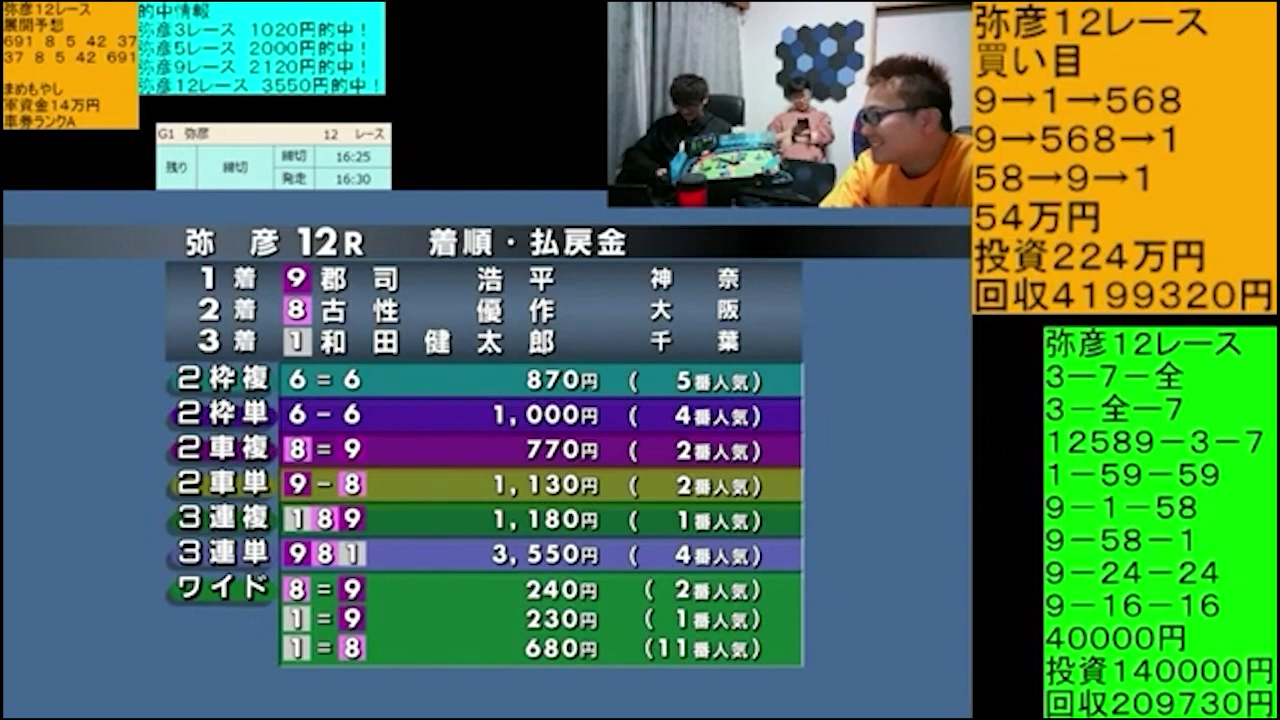 弥彦12レース
展開予想
691 8 5 42 37
37 8 5 42 691
まめもやし
軍資金14万円
車券ランクA
的中情報
弥彦3レース 1020円的中！
弥彦5レース 2000円的中！
弥彦9レース 2120円的中！
弥彦12レース 3550円的中！
G1 弥彦 12 レース
残り 締切 締切 16:25
発走 16:30
弥彦12レース
買い目
9→1→568
9→568→1
58→9→1
54万円
投資224万円
回収4199320円
弥彦 12R 着順・払戻金
1着 9 郡司 浩平 神奈
2着 8 古性 優作 大阪
3着 1 和田 健太郎 千葉
2枠複 6=6 870円 (5番人気)
2枠単 6-6 1,000円 (4番人気)
2車複 8=9 770円 (2番人気)
2車単 9-8 1,130円 (2番人気)
3連複 189 1,180円 (1番人気)
3連単 981 3,550円 (4番人気)
ワイド 8=9 240円 (2番人気)
1=9 230円 (1番人気)
1=8 680円 (11番人気)
弥彦12レース
3－7－全
3－全－7
12589－3－7
1－59－59
9－1－58
9－58－1
9－24－24
9－16－16
40000円
投資140000円
回収209730円